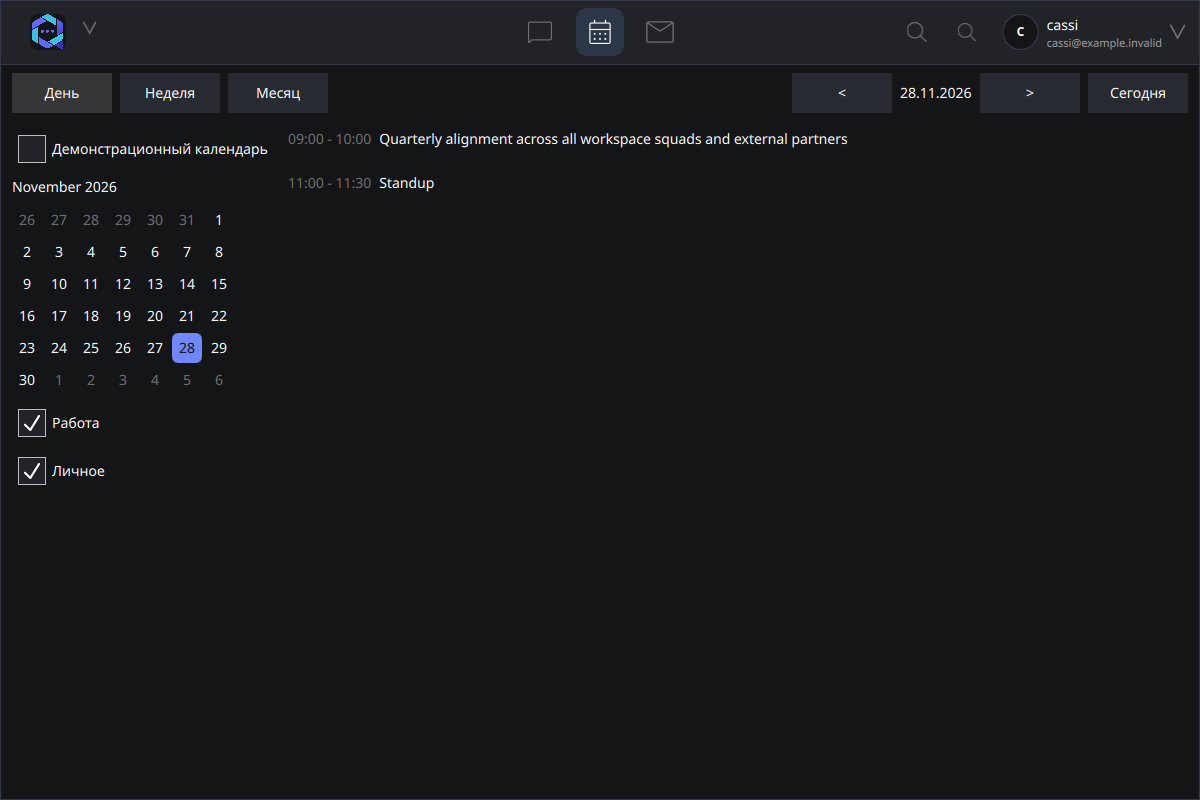 C
cassi
cassi@example.invalid
День
Неделя
Месяц
<
28.11.2026
>
Сегодня
Демонстрационный календарь
09:00 - 10:00 Quarterly alignment across all workspace squads and external partners
11:00 - 11:30 Standup
November 2026
26 27 28 29 30 31 1
2 3 4 5 6 7 8
9 10 11 12 13 14 15
16 17 18 19 20 21 22
23 24 25 26 27 28 29
30 1 2 3 4 5 6
Работа
Личное